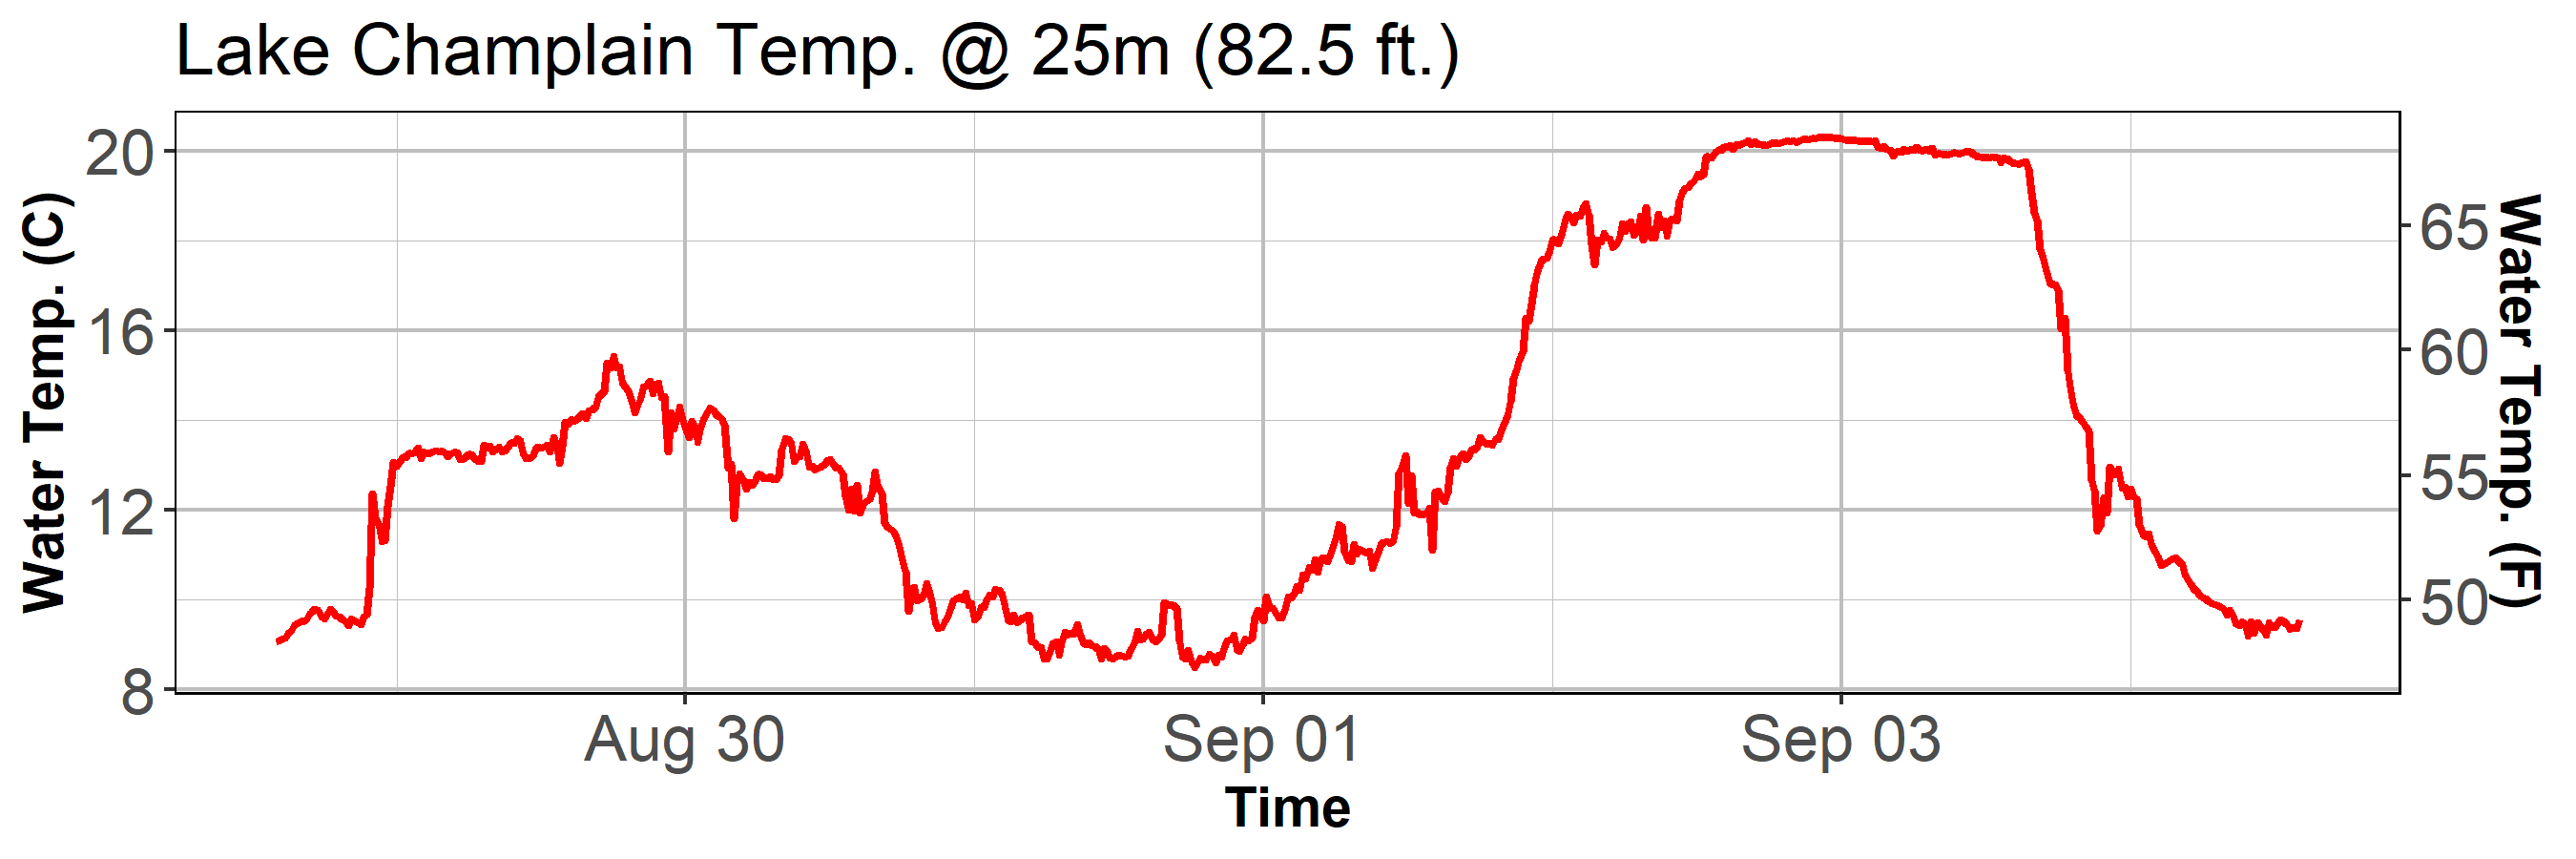 Lake Champlain Temp. @ 25m (82.5 ft.)
Water Temp. (C)
20
16
12
8
65
60
55
50
Water Temp. (F)
Aug 30
Sep 01
Sep 03
Time